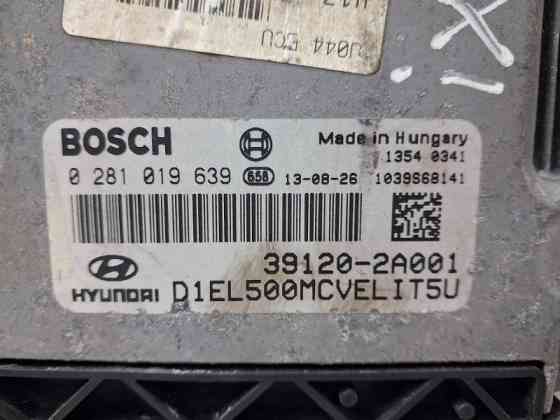 J044 ECU
BOSCH
Made in Hungary
1354 0341
0 281 019 639 658 13-08-26 1039S68141
39120-2A001
HYUNDAI D1EL500MCVELIT5U